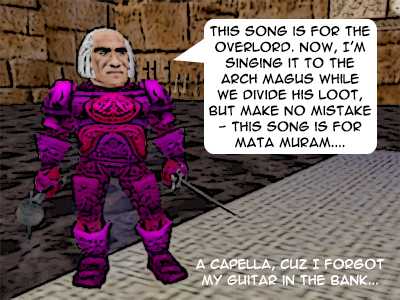 THIS SONG IS FOR THE
OVERLORD. NOW, I'M
SINGING IT TO THE
ARCH MAGUS WHILE
WE DIVIDE HIS LOOT,
BUT MAKE NO MISTAKE
- THIS SONG IS FOR
MATA MURAM....
A CAPELLA, CUZ I FORGOT
MY GUITAR IN THE BANK...